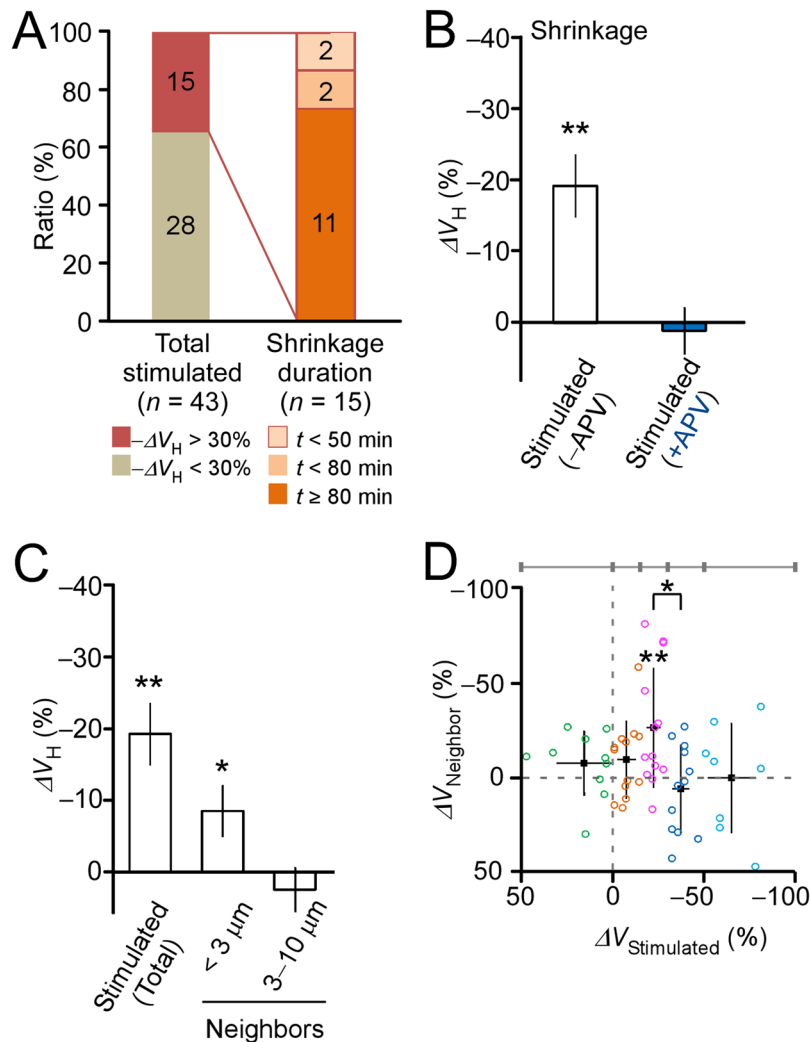 A
Ratio (%)
100
80
60
40
20
0
15
28
2
2
11
Total
stimulated
(n = 43)
Shrinkage
duration
(n = 15)
–ΔVH > 30%
–ΔVH < 30%
t < 50 min
t < 80 min
t ≥ 80 min
B
Shrinkage
ΔVH (%)
–40
–30
–20
–10
0
**
Stimulated
(–APV)
Stimulated
(+APV)
C
ΔVH (%)
–40
–30
–20
–10
0
**
*
Stimulated
(Total)
< 3 μm
3–10 μm
Neighbors
D
ΔVNeighbor (%)
–100
–50
0
50
*
**
50
0
–50
–100
ΔVStimulated (%)